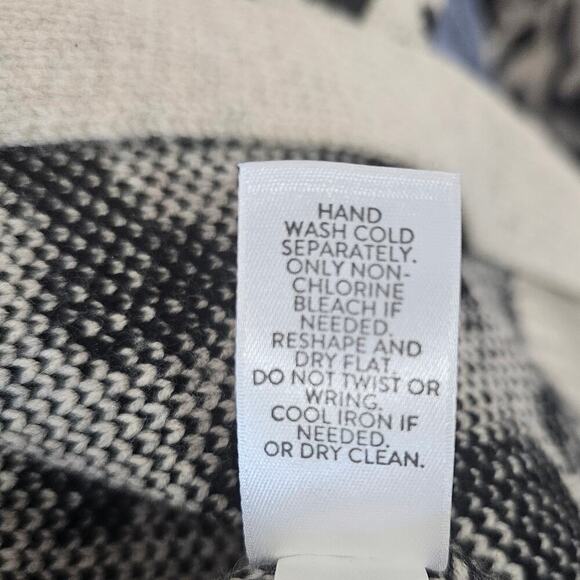 HAND
WASH COLD
SEPARATELY.
ONLY NON-
CHLORINE
BLEACH IF
NEEDED.
RESHAPE AND
DRY FLAT.
DO NOT TWIST OR
WRING.
COOL IRON IF
NEEDED.
OR DRY CLEAN.